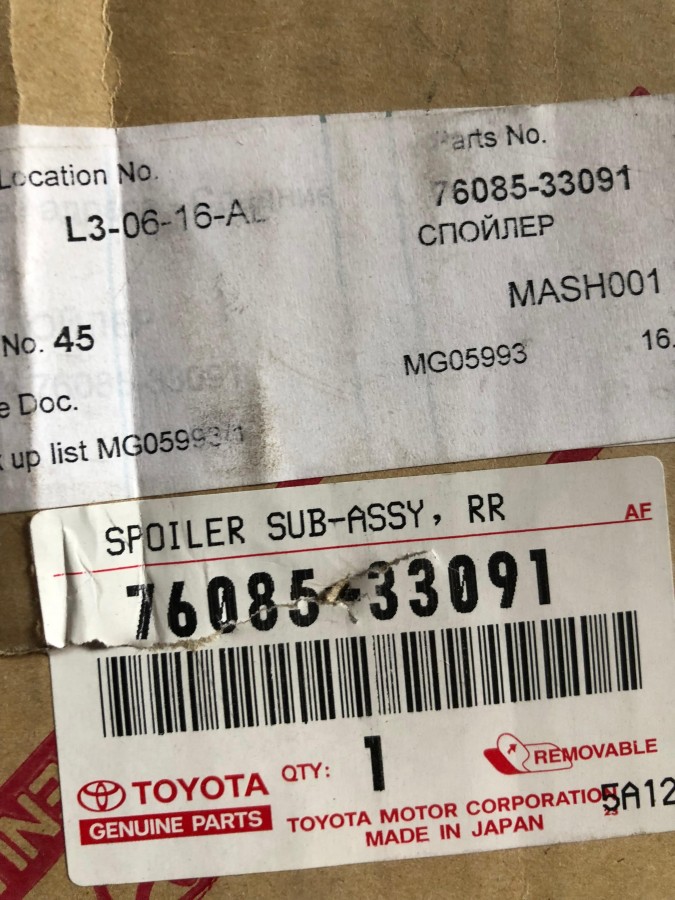 Location No.
L3-06-16-AL
Parts No.
76085-33091
СПОЙЛЕР
MASH001
No. 45
MG05993
16.
e Doc.
up list MG05993/1
SPOILER SUB-ASSY, RR
AF
76085-33091
TOYOTA
GENUINE PARTS
QTY: 1
REMOVABLE
TOYOTA MOTOR CORPORATION
5A12
MADE IN JAPAN